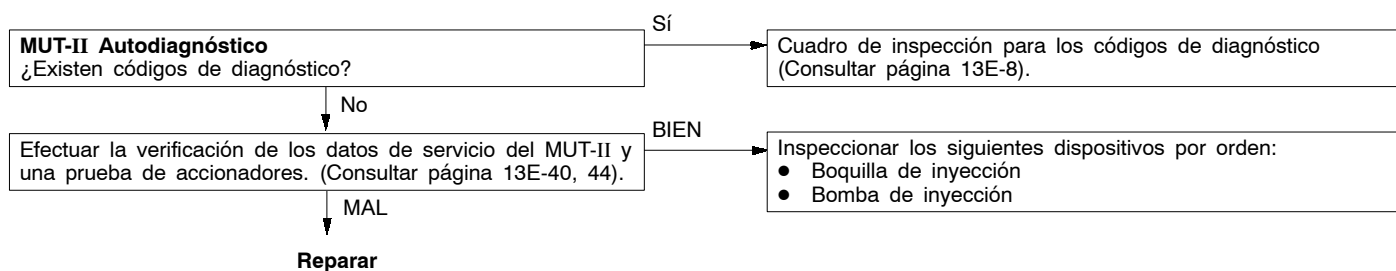 MUT-II Autodiagnóstico
¿Existen códigos de diagnóstico?
Sí
Cuadro de inspección para los códigos de diagnóstico
(Consultar página 13E-8).
No
Efectuar la verificación de los datos de servicio del MUT-II y
una prueba de accionadores. (Consultar página 13E-40, 44).
BIEN
Inspeccionar los siguientes dispositivos por orden:
● Boquilla de inyección
● Bomba de inyección
MAL
Reparar